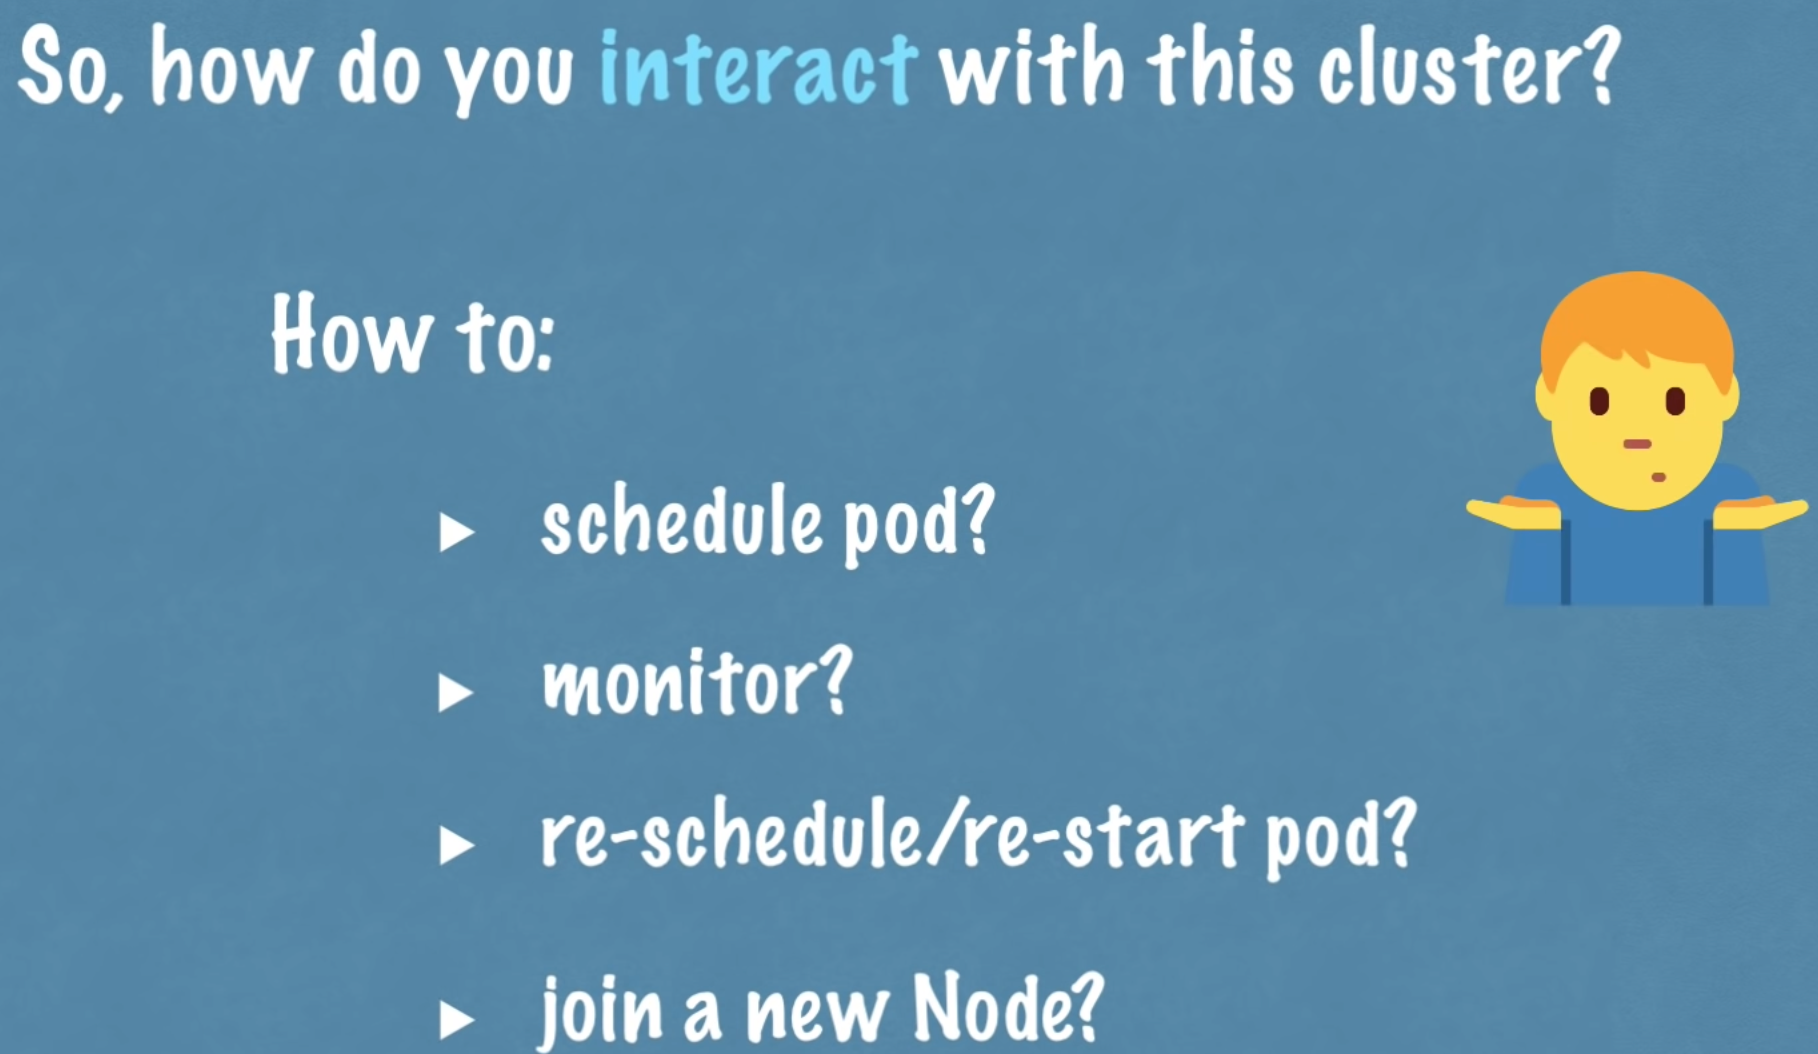 So, how do you interact with this cluster?
How to:
▶ schedule pod?
▶ monitor?
▶ re-schedule/re-start pod?
▶ join a new Node?